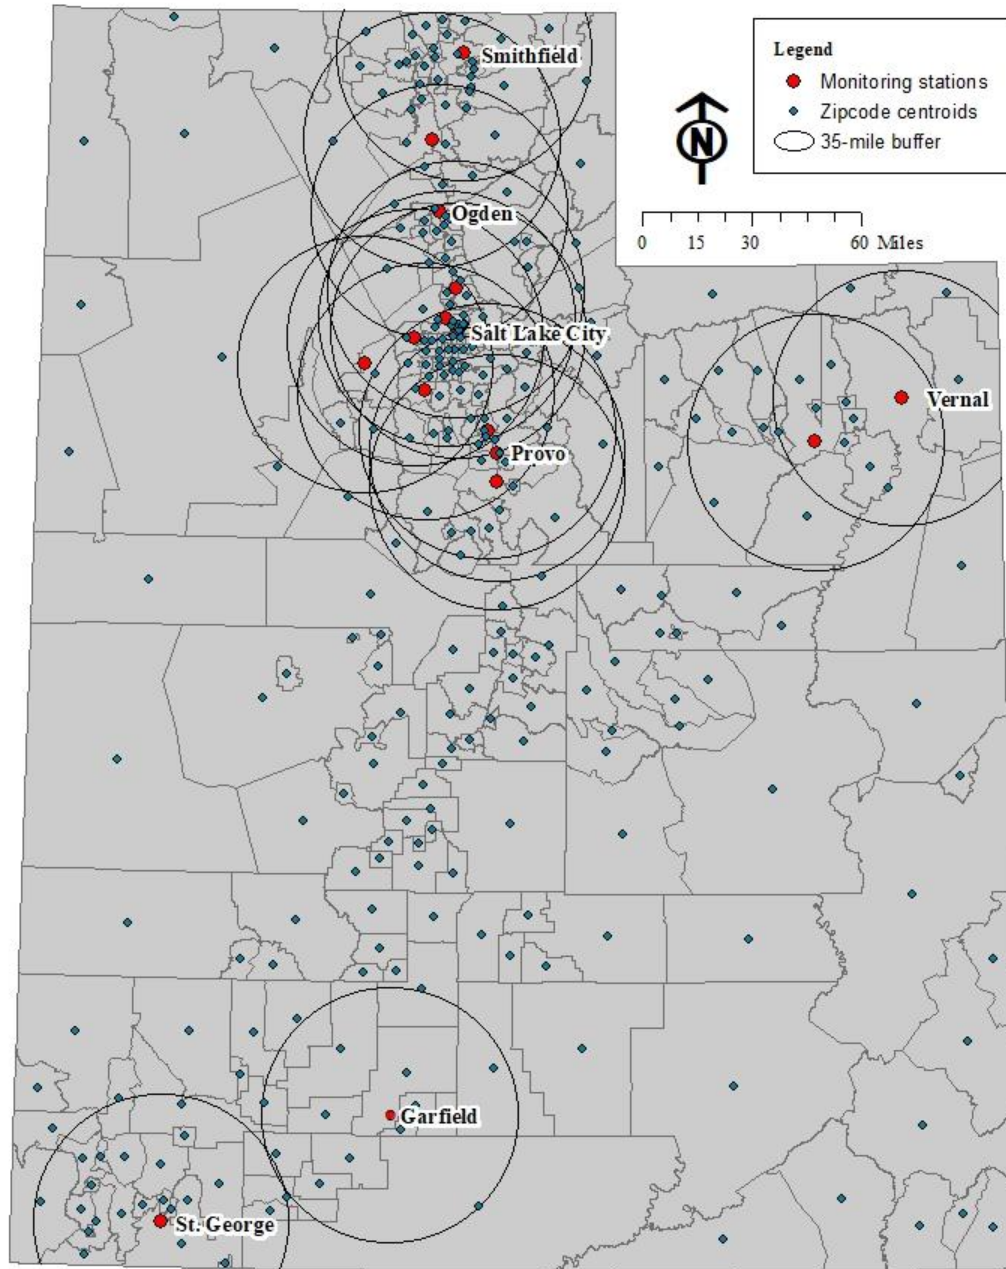 Smithfield
Legend
Monitoring stations
Zipcode centroids
35-mile buffer
N
0 15 30 60 Miles
Ogden
Salt Lake City
Vernal
Provo
Garfield
St. George